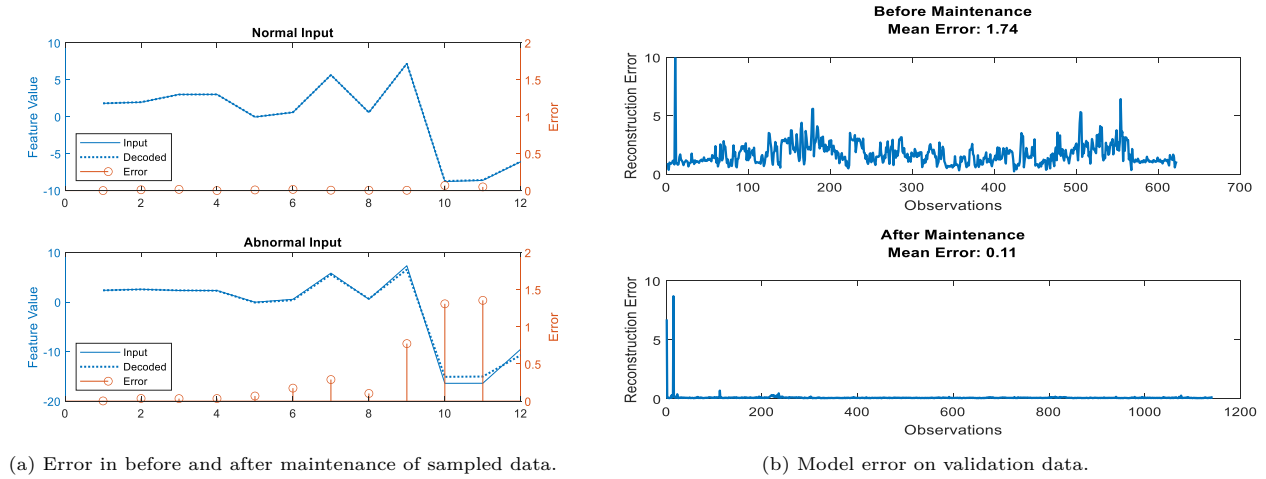 Normal Input
10
5
0
-5
-10
Feature Value
2
1.5
1
0.5
0
Error
Input
Decoded
Error
0 2 4 6 8 10 12
Abnormal Input
10
0
-10
-20
Feature Value
2
1.5
1
0.5
0
Error
Input
Decoded
Error
0 2 4 6 8 10 12
(a) Error in before and after maintenance of sampled data.
Before Maintenance
Mean Error: 1.74
10
5
0
Reconstruction Error
0 100 200 300 400 500 600 700
Observations
After Maintenance
Mean Error: 0.11
10
5
0
Reconstruction Error
0 200 400 600 800 1000 1200
Observations
(b) Model error on validation data.